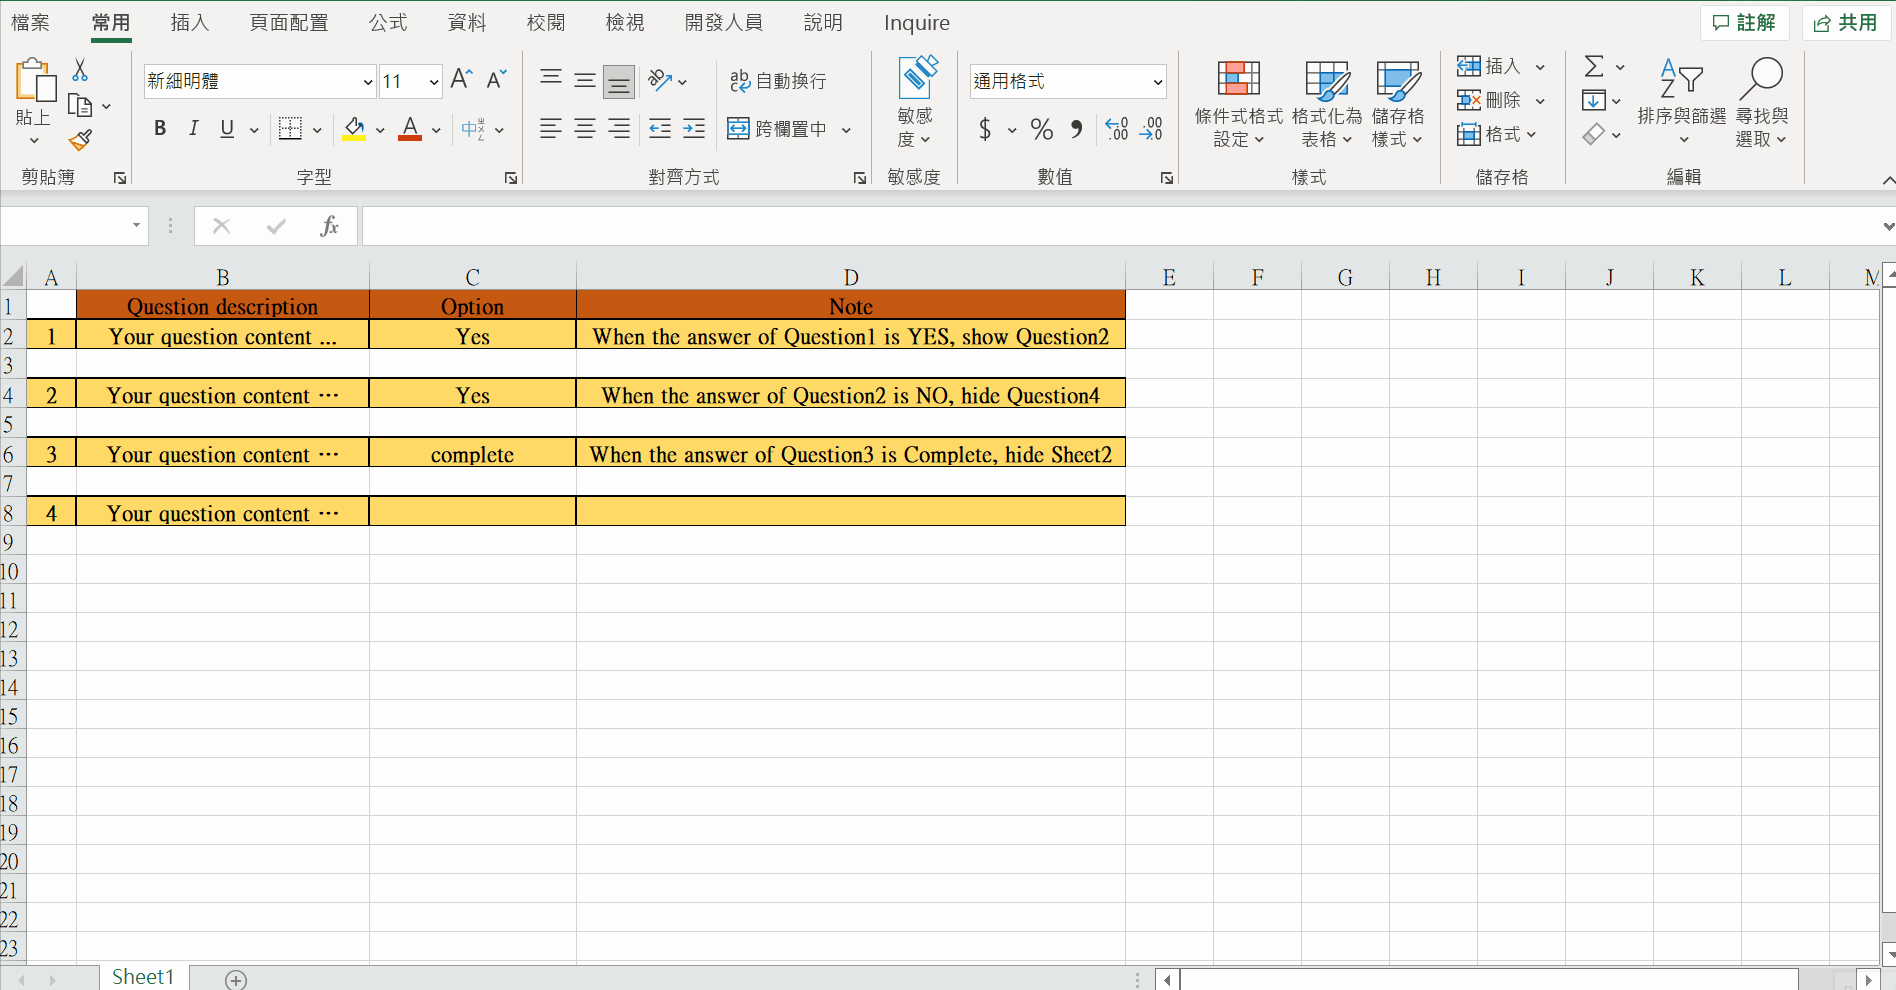 檔案 常用 插入 頁面配置 公式 資料 校閱 檢視 開發人員 說明 Inquire 註解 共用
新細明體 11 ab 自動換行 通用格式 插入 Σ
貼上 敏感度 條件式格式設定 格式化為表格 儲存格樣式 刪除 排序與篩選 尋找與選取
B I U A 中 跨欄置中 $ % 格式
剪貼簿 字型 對齊方式 敏感度 數值 樣式 儲存格 編輯
fx
A B C D E F G H I J K L M
1 Question description Option Note
2 1 Your question content ... Yes When the answer of Question1 is YES, show Question2
3
4 2 Your question content ⋯ Yes When the answer of Question2 is NO, hide Question4
5
6 3 Your question content ⋯ complete When the answer of Question3 is Complete, hide Sheet2
7
8 4 Your question content ⋯
9
10
11
12
13
14
15
16
17
18
19
20
21
22
23
Sheet1